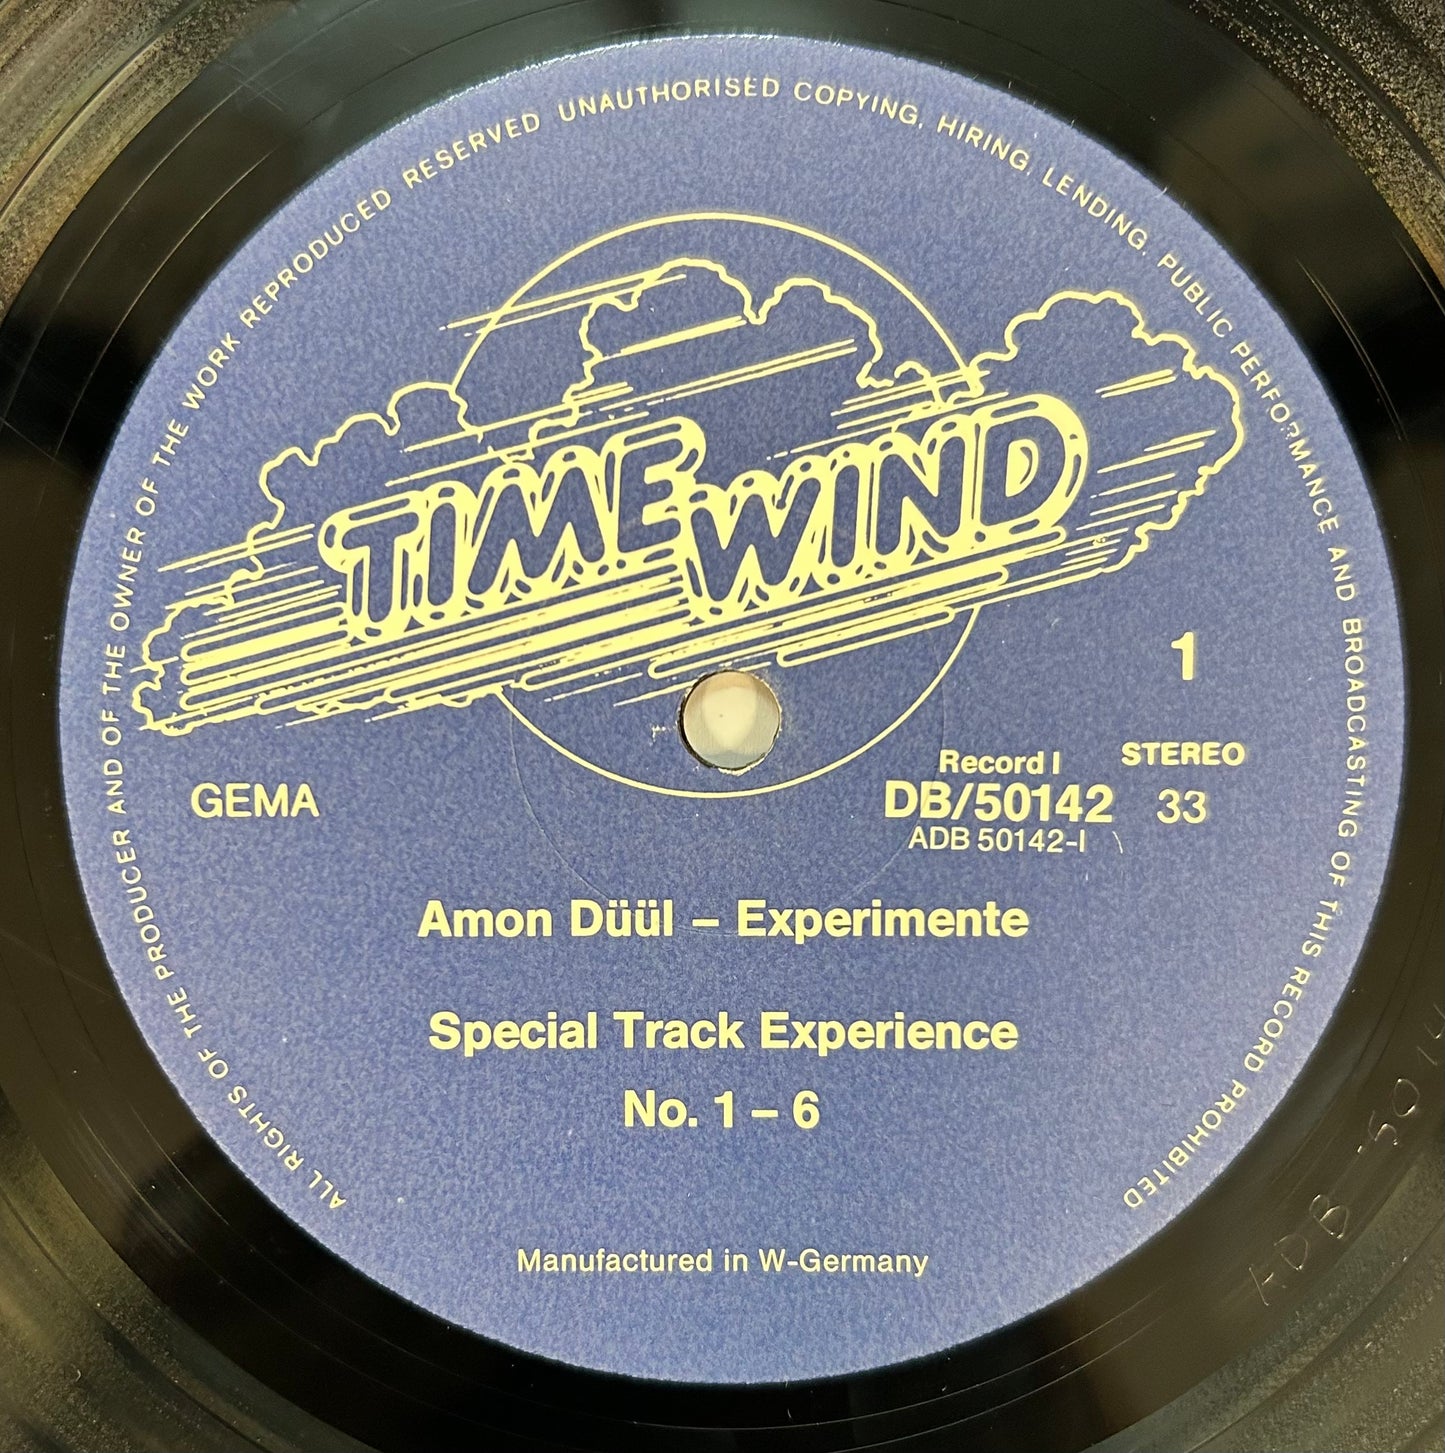 ALL RIGHTS OF THE PRODUCER AND OF THE OWNER OF THE WORK REPRODUCED RESERVED UNAUTHORISED COPYING, HIRING, LENDING, PUBLIC PERFORMANCE AND BROADCASTING OF THIS RECORD PROHIBITED
TIMEWIND
1
GEMA
Record I
STEREO
DB/50142
33
ADB 50142-I
Amon Düül – Experimente
Special Track Experience
No. 1 – 6
Manufactured in W-Germany